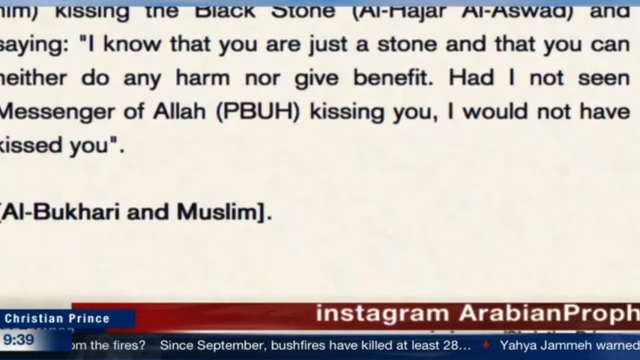 him) kissing the Black Stone (Al-Hajar Al-Aswad) and
saying: "I know that you are just a stone and that you can
neither do any harm nor give benefit. Had I not seen
Messenger of Allah (PBUH) kissing you, I would not have
kissed you".
[Al-Bukhari and Muslim].
Christian Prince
instagram ArabianProph
9:39
om the fires? Since September, bushfires have killed at least 28... Yahya Jammeh warned